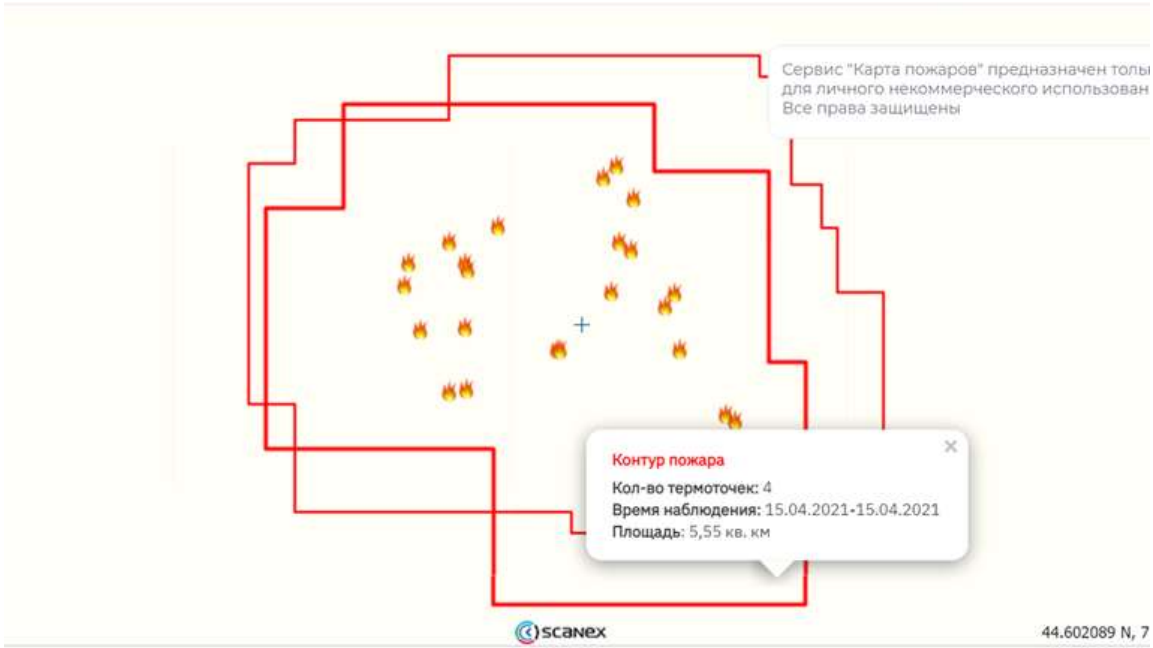 Сервис "Карта пожаров" предназначен толь
для личного некоммерческого использован
Все права защищены
Контур пожара
Кол-во термоточек: 4
Время наблюдения: 15.04.2021-15.04.2021
Площадь: 5,55 кв. км
scanex
44.602089 N, 7